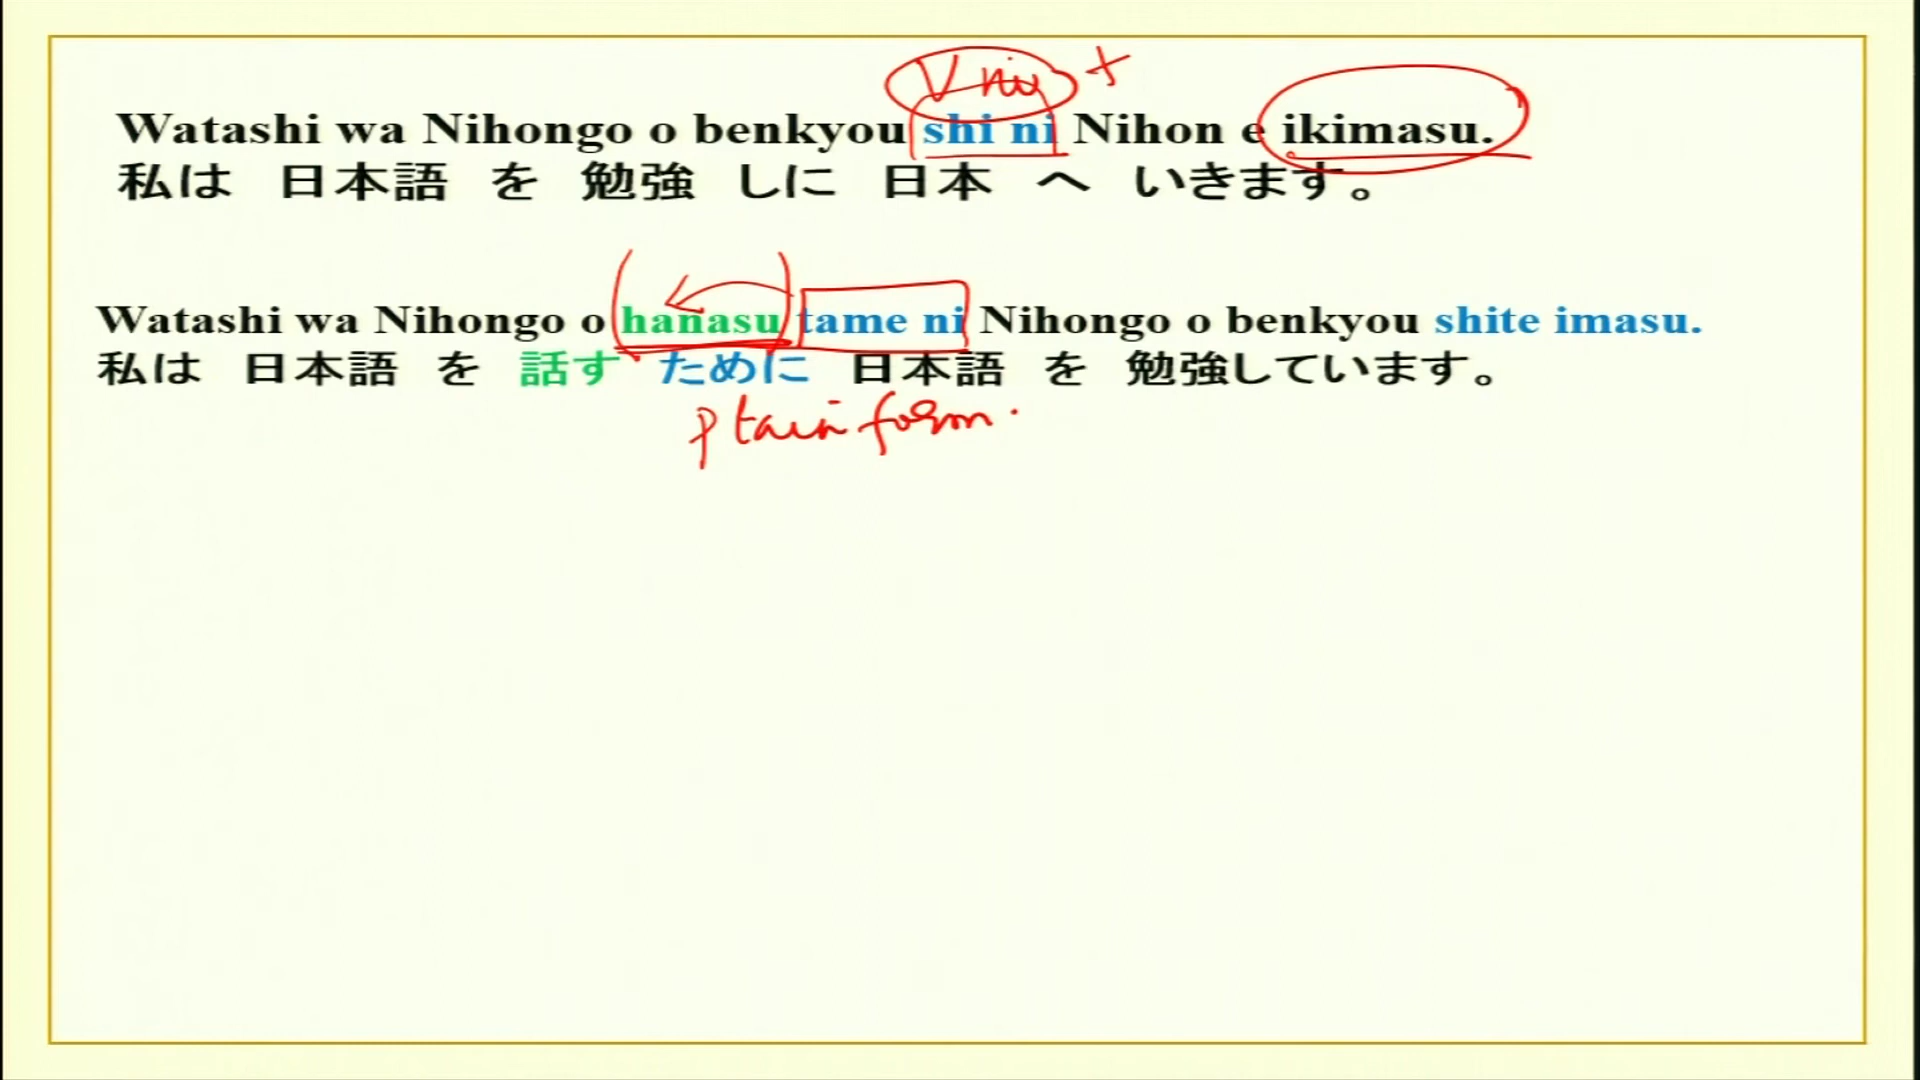 V ni +
Watashi wa Nihongo o benkyou shi ni Nihon e ikimasu.
私は 日本語 を 勉強 しに 日本 へ いきます。
Watashi wa Nihongo o hanasu tame ni Nihongo o benkyou shite imasu.
私は 日本語 を 話す ために 日本語 を 勉強しています。
plain form.